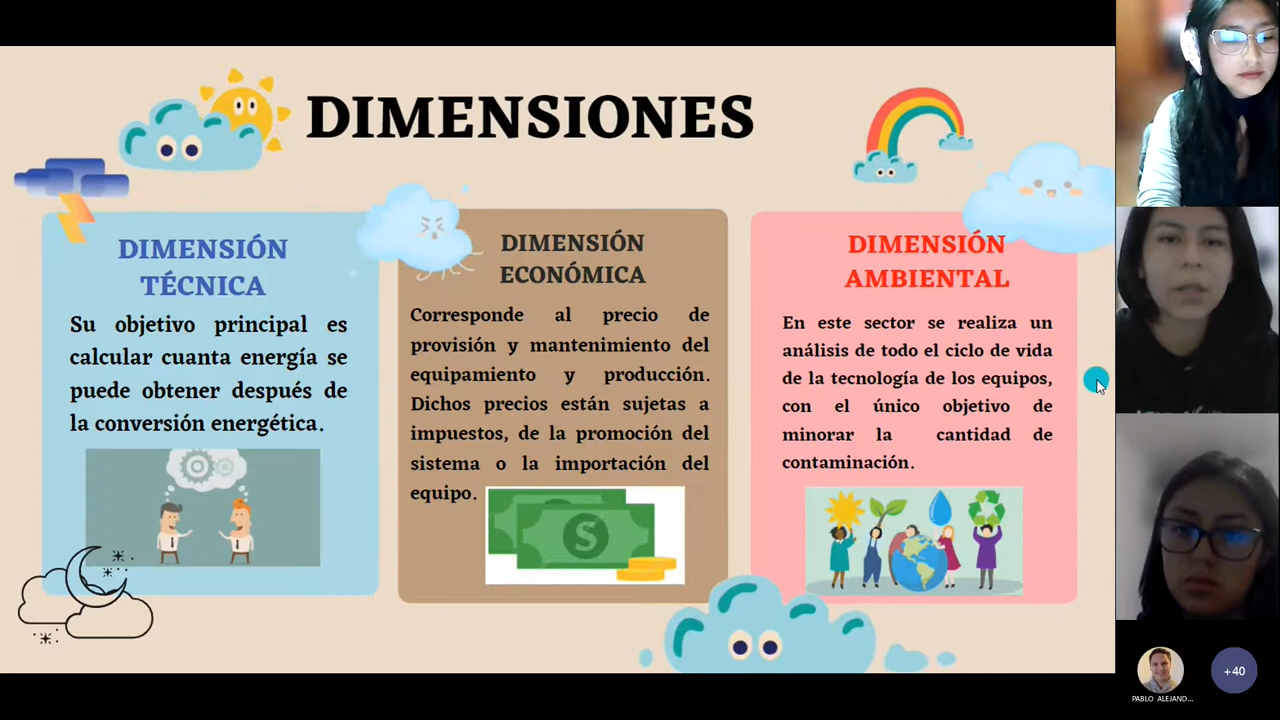 DIMENSIONES
DIMENSIÓN
TÉCNICA
Su objetivo principal es
calcular cuanta energía se
puede obtener después de
la conversión energética.
DIMENSIÓN
ECONÓMICA
Corresponde al precio de
provisión y mantenimiento del
equipamiento y producción.
Dichos precios están sujetas a
impuestos, de la promoción del
sistema o la importación del
equipo.
$
DIMENSIÓN
AMBIENTAL
En este sector se realiza un
análisis de todo el ciclo de vida
de la tecnología de los equipos,
con el único objetivo de
minorar la cantidad de
contaminación.
PABLO ALEJAND...
+40